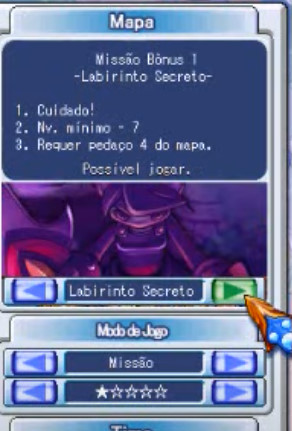 Mapa
Missão Bônus 1
-Labirinto Secreto-
1. Cuidado!
2. Nv. mínimo - 7
3. Requer pedaço 4 do mapa.
Possível jogar.
Labirinto Secreto
Modo de Jogo
Missão
★☆☆☆☆